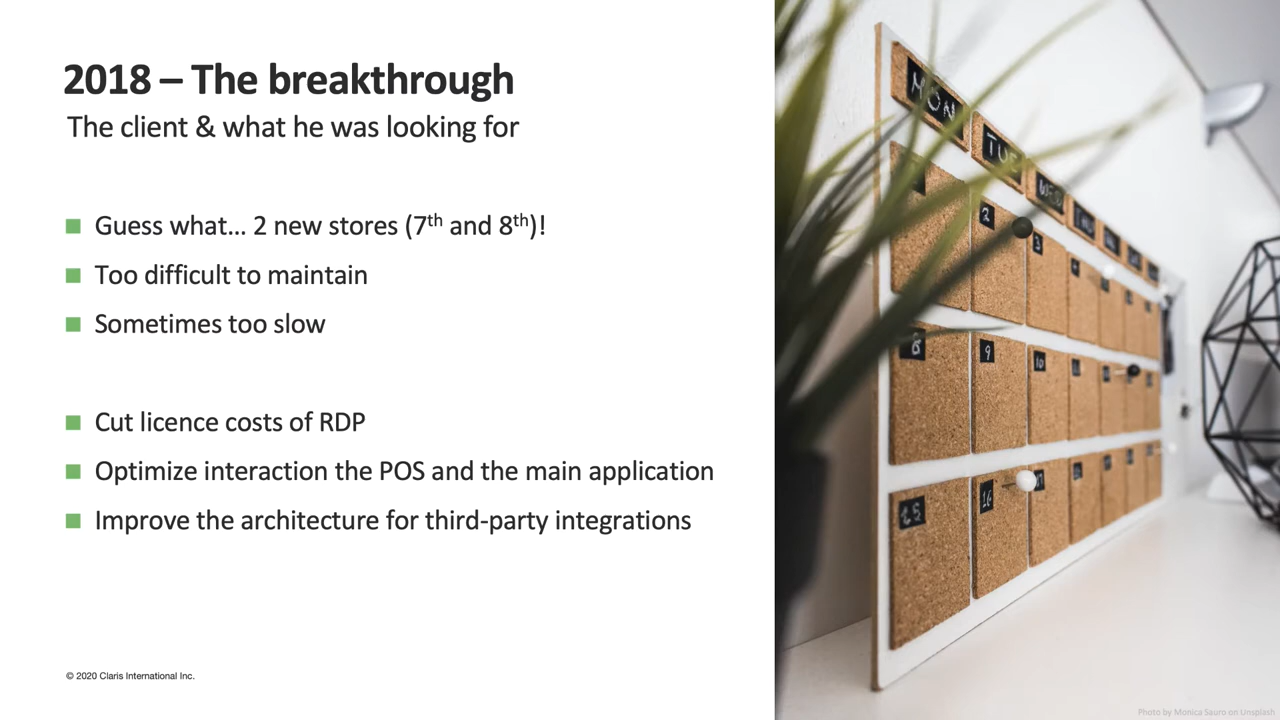 2018 – The breakthrough
The client & what he was looking for
Guess what... 2 new stores (7th and 8th)!
Too difficult to maintain
Sometimes too slow
Cut licence costs of RDP
Optimize interaction the POS and the main application
Improve the architecture for third-party integrations
© 2020 Claris International Inc.
MON
TUE
WED
2
3
8
9
10
15
16
Photo by Monica Sauro on Unsplash